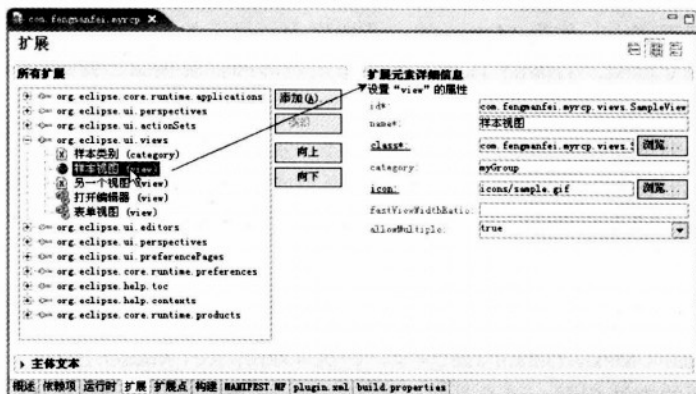 com.fengmanfei.myrcp
扩展
所有扩展
org.eclipse.core.runtime.applications
org.eclipse.ui.perspectives
org.eclipse.ui.actionSets
org.eclipse.ui.views
样本类别 (category)
样本视图 (view)
另一个视图 (view)
打开编辑器 (view)
表单视图 (view)
org.eclipse.ui.editors
org.eclipse.ui.perspectives
org.eclipse.ui.preferencePages
org.eclipse.core.runtime.preferences
org.eclipse.help.toc
org.eclipse.help.contexts
org.eclipse.core.runtime.products
添加(A)...
向上
向下
扩展元素详细信息
设置“view”的属性
id*: com.fengmanfei.myrcp.views.SampleView
name*: 样本视图
class*: com.fengmanfei.myrcp.views. 浏览...
category: myGroup
icon: icons/sample.gif 浏览...
fastViewWidthRatio:
allowMultiple: true
主体文本
概述 依赖项 运行时 扩展 扩展点 构建 MANIFEST.MF plugin.xml build.properties